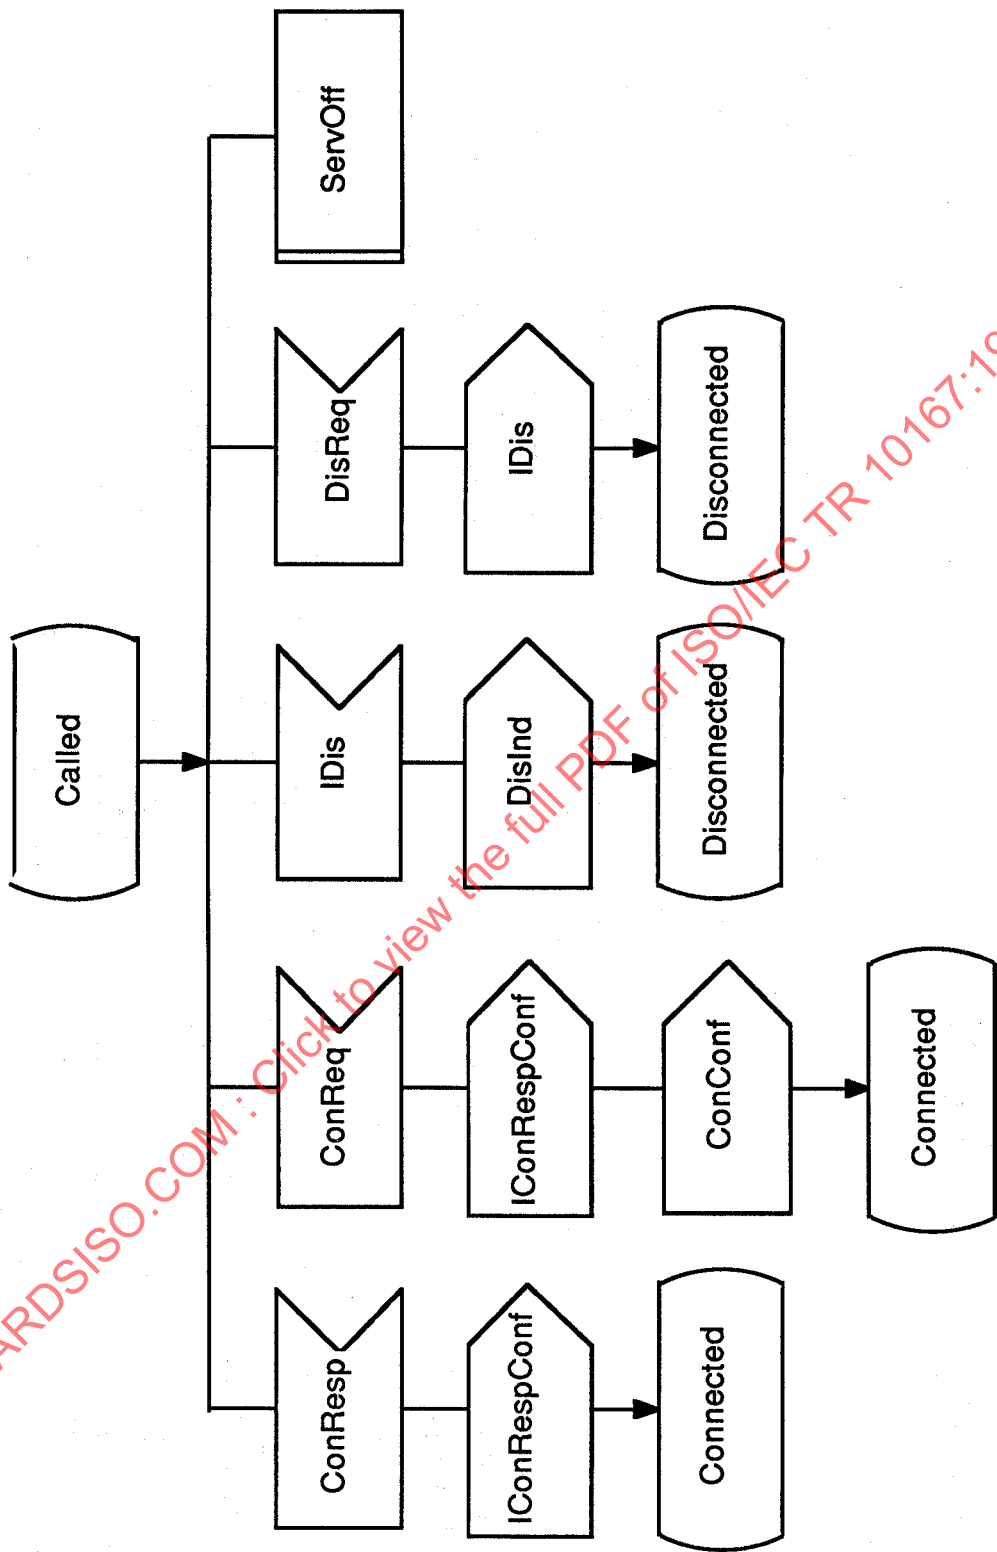 Called
ConResp
ConReq
IDis
DisReq
ServOff
IConRespConf
IConRespConf
DisInd
IDis
Connected
ConConf
Disconnected
Disconnected
Connected
ARDSISO.COM : Click to view the full PDF of ISO/IEC TR 10167:19